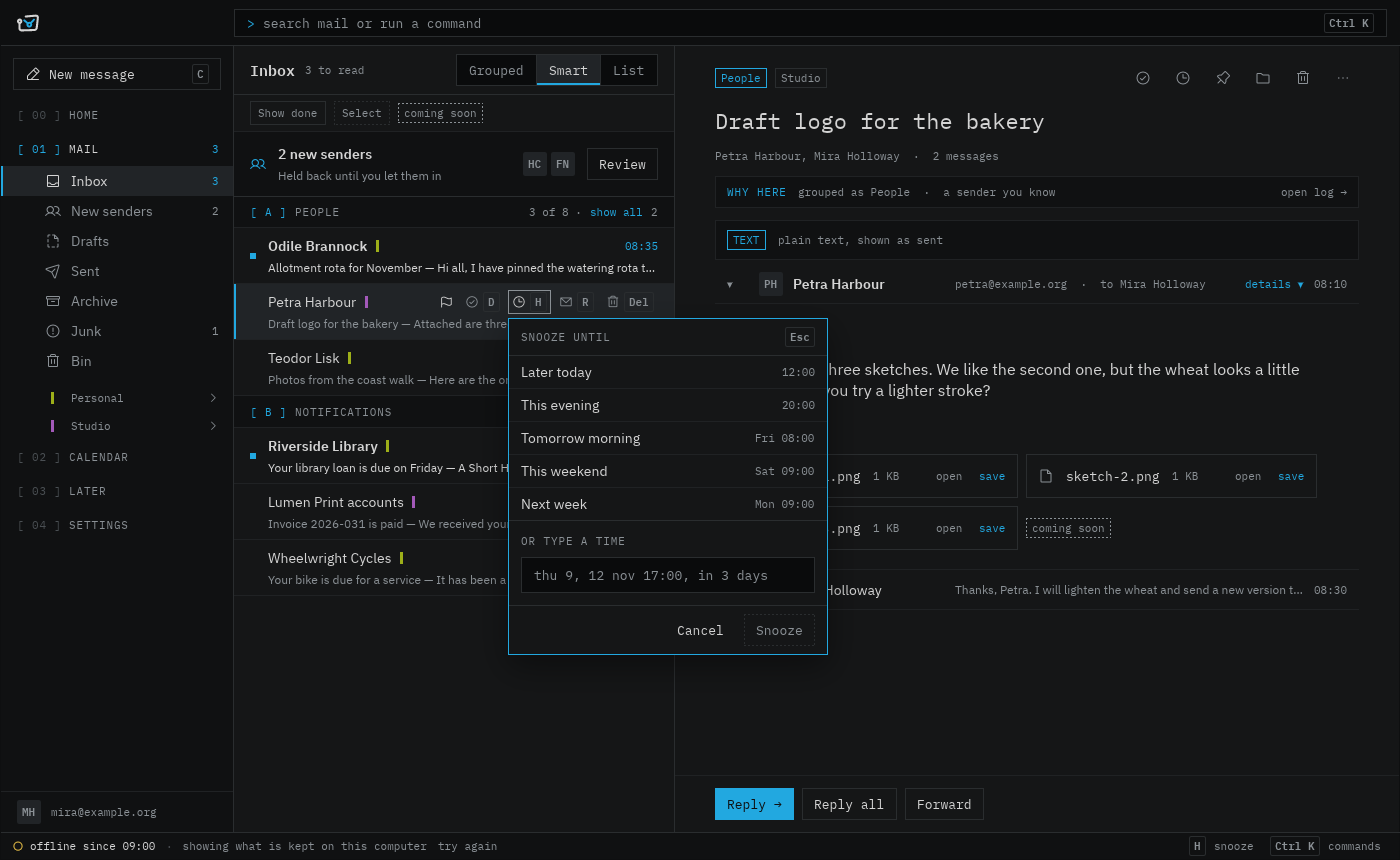 > search mail or run a command Ctrl K
New message C
[ 00 ] HOME
[ 01 ] MAIL 3
Inbox 3
New senders 2
Drafts
Sent
Archive
Junk 1
Bin
Personal
Studio
[ 02 ] CALENDAR
[ 03 ] LATER
[ 04 ] SETTINGS
MH mira@example.org
Inbox 3 to read Grouped Smart List
Show done Select coming soon
2 new senders
Held back until you let them in
HC FN Review
[ A ] PEOPLE 3 of 8 · show all 2
Odile Brannock 08:35
Allotment rota for November — Hi all, I have pinned the watering rota t…
Petra Harbour D H R Del
Draft logo for the bakery — Attached are thre
Teodor Lisk
Photos from the coast walk — Here are the o
[ B ] NOTIFICATIONS
Riverside Library
Your library loan is due on Friday — A Short H
Lumen Print accounts
Invoice 2026-031 is paid — We received your
Wheelwright Cycles
Your bike is due for a service — It has been a
SNOOZE UNTIL Esc
Later today 12:00
This evening 20:00
Tomorrow morning Fri 08:00
This weekend Sat 09:00
Next week Mon 09:00
OR TYPE A TIME
thu 9, 12 nov 17:00, in 3 days
Cancel Snooze
People Studio ···
Draft logo for the bakery
Petra Harbour, Mira Holloway · 2 messages
WHY HERE grouped as People · a sender you know open log →
TEXT plain text, shown as sent
▾ PH Petra Harbour petra@example.org · to Mira Holloway details ▾ 08:10
hree sketches. We like the second one, but the wheat looks a little
you try a lighter stroke?
.png 1 KB open save
sketch-2.png 1 KB open save
.png 1 KB open save
coming soon
Holloway Thanks, Petra. I will lighten the wheat and send a new version t… 08:30
Reply → Reply all Forward
offline since 09:00 · showing what is kept on this computer try again
H snooze Ctrl K commands